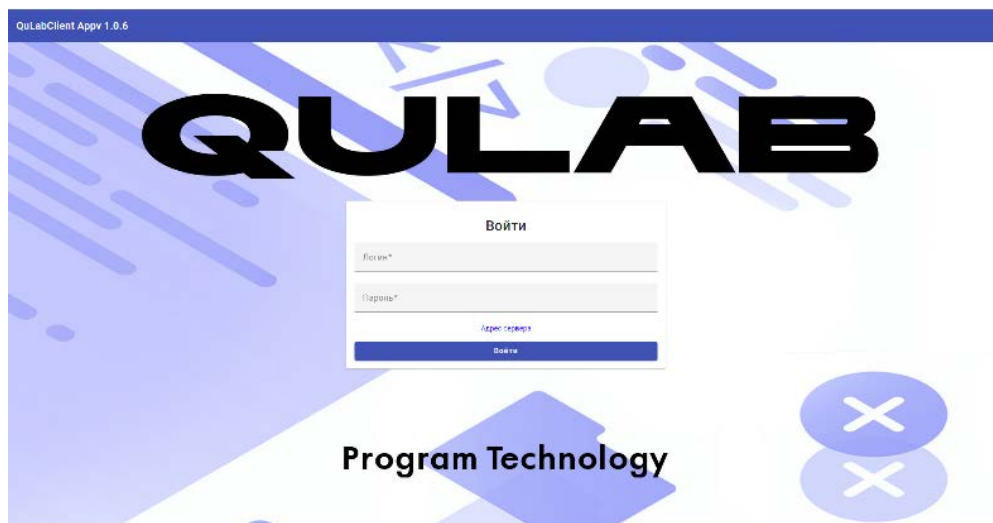 QuLabClient Appv 1.0.6
QULAB
Войти
Логин*
Пароль*
Адрес сервера
Войти
Program Technology